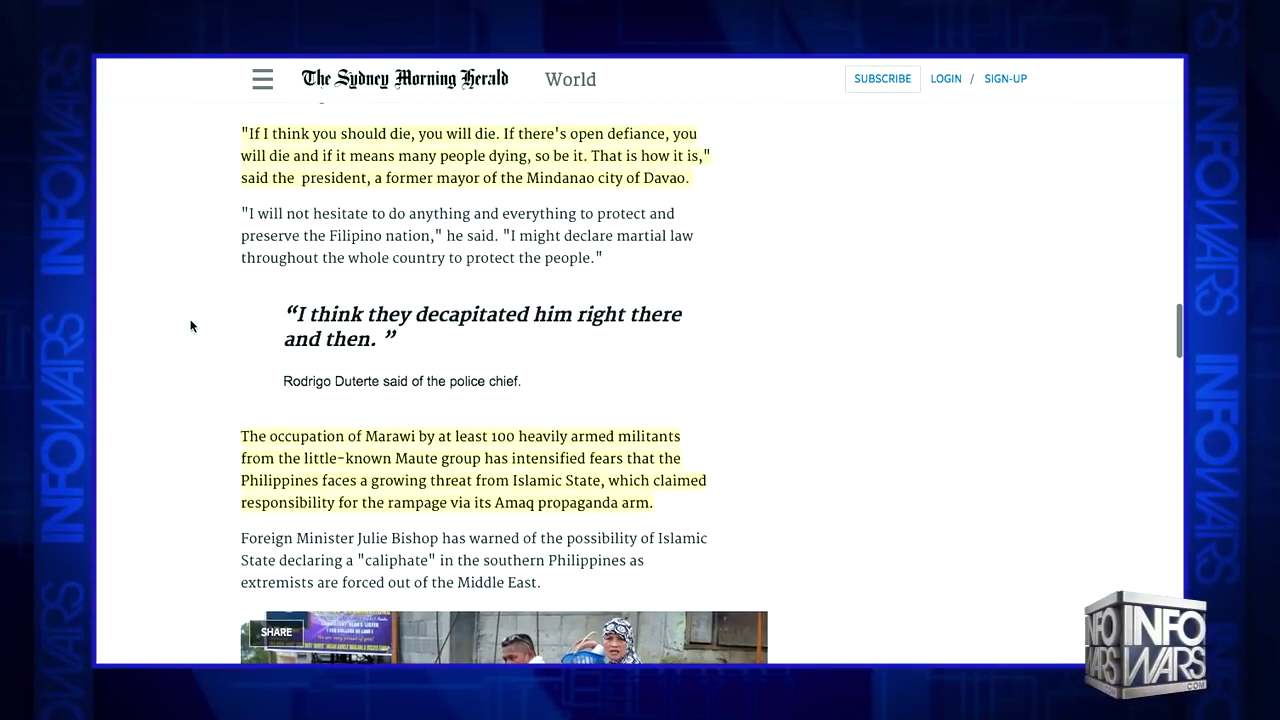 The Sydney Morning Herald
World
SUBSCRIBE
LOGIN / SIGN-UP
"If I think you should die, you will die. If there's open defiance, you
will die and if it means many people dying, so be it. That is how it is,"
said the president, a former mayor of the Mindanao city of Davao.
"I will not hesitate to do anything and everything to protect and
preserve the Filipino nation," he said. "I might declare martial law
throughout the whole country to protect the people."
“I think they decapitated him right there
and then. ”
Rodrigo Duterte said of the police chief.
The occupation of Marawi by at least 100 heavily armed militants
from the little-known Maute group has intensified fears that the
Philippines faces a growing threat from Islamic State, which claimed
responsibility for the rampage via its Amaq propaganda arm.
Foreign Minister Julie Bishop has warned of the possibility of Islamic
State declaring a "caliphate" in the southern Philippines as
extremists are forced out of the Middle East.
SHARE
INFOWARS
INFOWARS
INFOWARS
INFOWARS
INFO
WARS
.COM